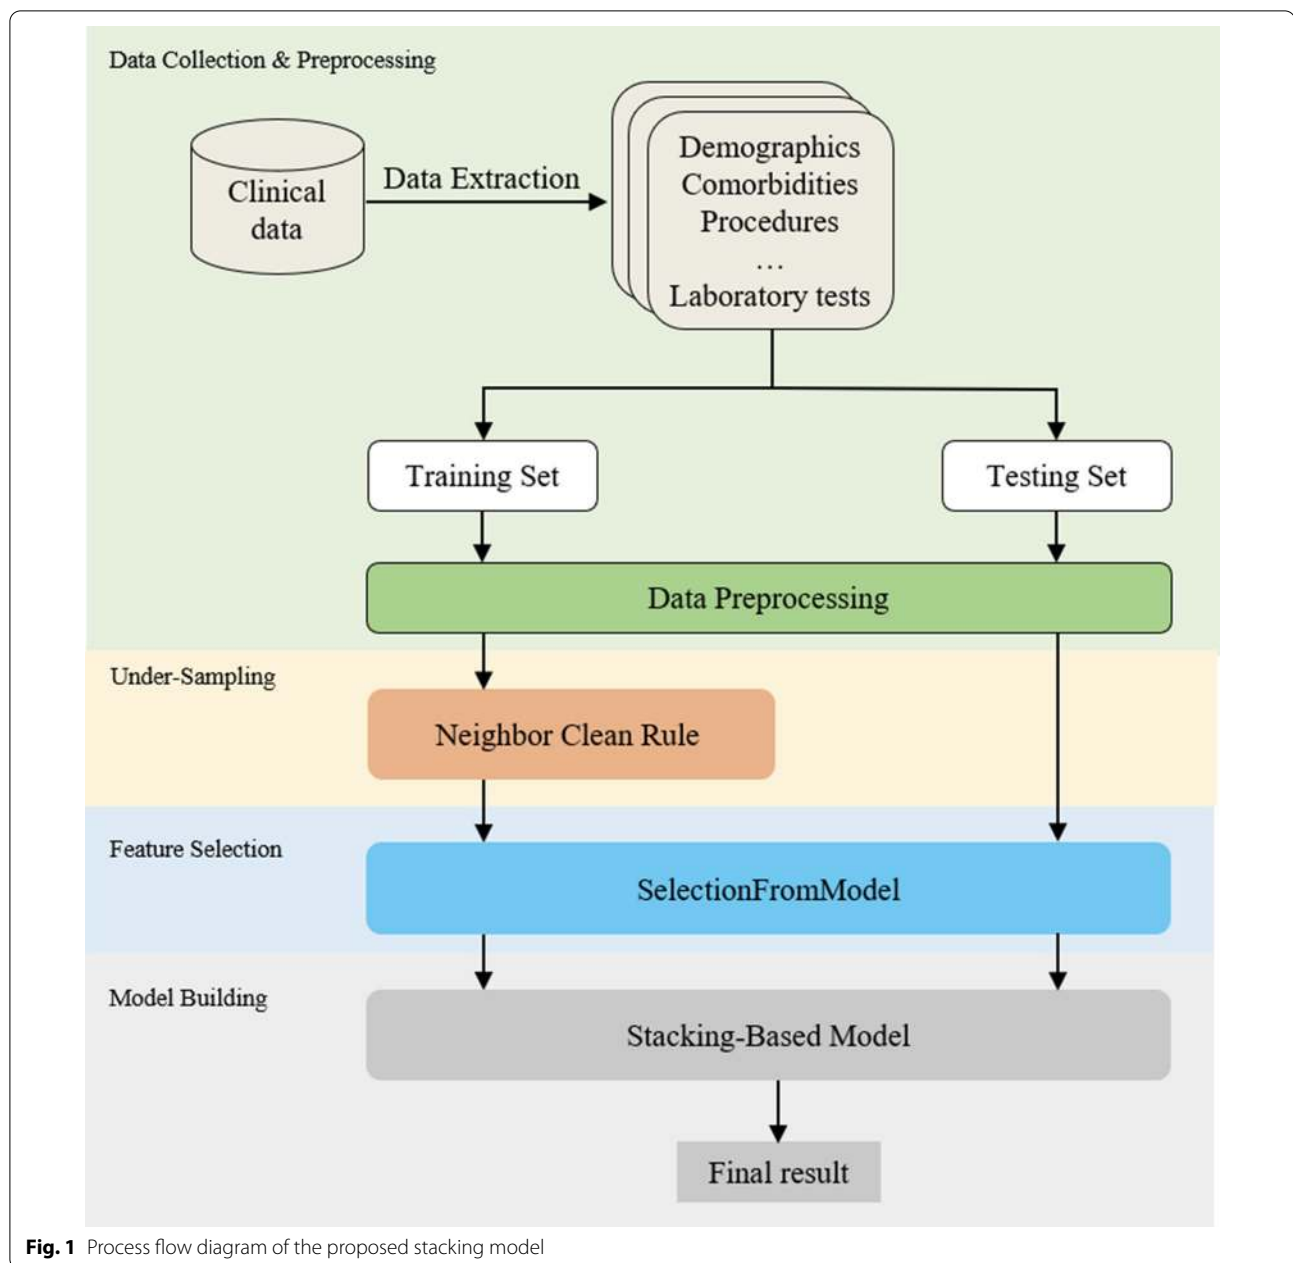 Data Collection & Preprocessing
Clinical
data
Data Extraction
Demographics
Comorbidities
Procedures
…
Laboratory tests
Training Set
Testing Set
Data Preprocessing
Under-Sampling
Neighbor Clean Rule
Feature Selection
SelectionFromModel
Model Building
Stacking-Based Model
Final result
Fig. 1 Process flow diagram of the proposed stacking model